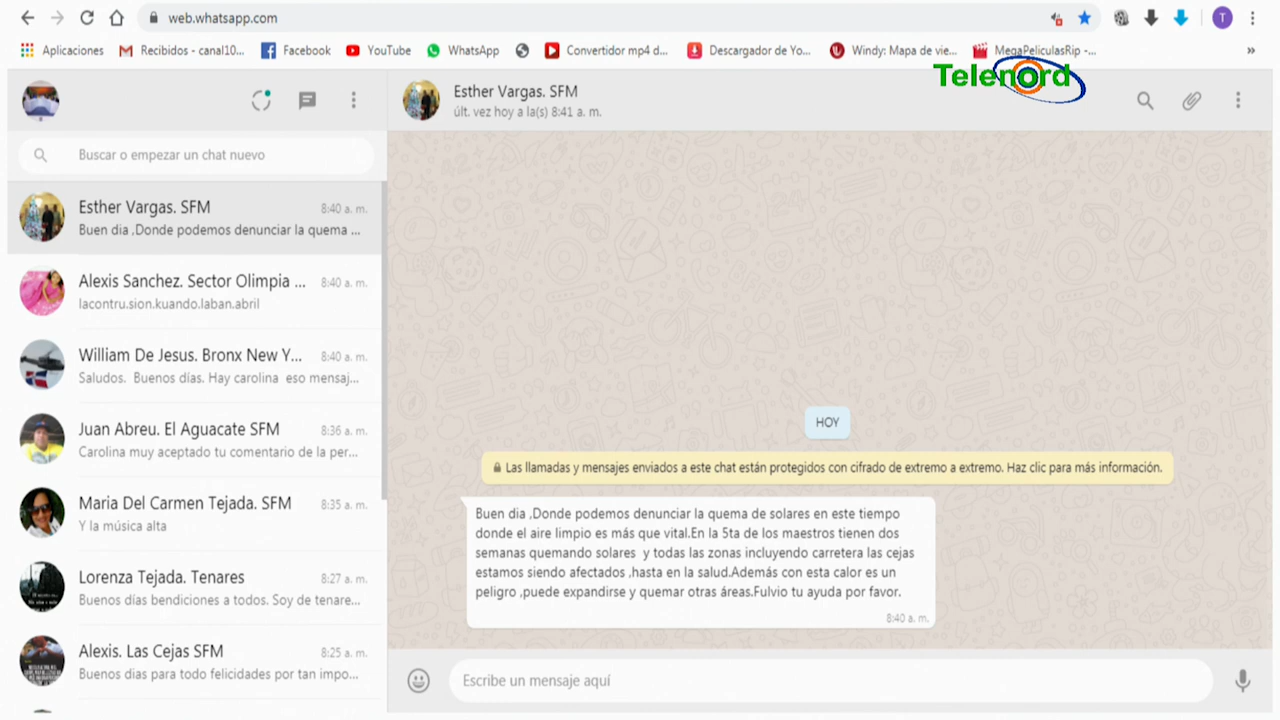 web.whatsapp.com
T
Aplicaciones
Recibidos - canal10...
Facebook
YouTube
WhatsApp
Convertidor mp4 d...
Descargador de Yo...
Windy: Mapa de vie...
MegaPeliculasRip -...
»
Telenord
Esther Vargas. SFM
últ. vez hoy a la(s) 8:41 a. m.
Buscar o empezar un chat nuevo
Esther Vargas. SFM 8:40 a. m.
Buen dia ,Donde podemos denunciar la quema ...
Alexis Sanchez. Sector Olimpia ... 8:40 a. m.
lacontru.sion.kuando.laban.abril
William De Jesus. Bronx New Y... 8:40 a. m.
Saludos. Buenos días. Hay carolina eso mensaj...
Juan Abreu. El Aguacate SFM 8:36 a. m.
Carolina muy aceptado tu comentario de la per...
Maria Del Carmen Tejada. SFM 8:35 a. m.
Y la música alta
Lorenza Tejada. Tenares 8:27 a. m.
Buenos días bendiciones a todos. Soy de tenare...
Alexis. Las Cejas SFM 8:25 a. m.
Buenos dias para todo felicidades por tan impo...
HOY
Las llamadas y mensajes enviados a este chat están protegidos con cifrado de extremo a extremo. Haz clic para más información.
Buen dia ,Donde podemos denunciar la quema de solares en este tiempo
donde el aire limpio es más que vital.En la 5ta de los maestros tienen dos
semanas quemando solares y todas las zonas incluyendo carretera las cejas
estamos siendo afectados ,hasta en la salud.Además con esta calor es un
peligro ,puede expandirse y quemar otras áreas.Fulvio tu ayuda por favor.
8:40 a. m.
Escribe un mensaje aquí